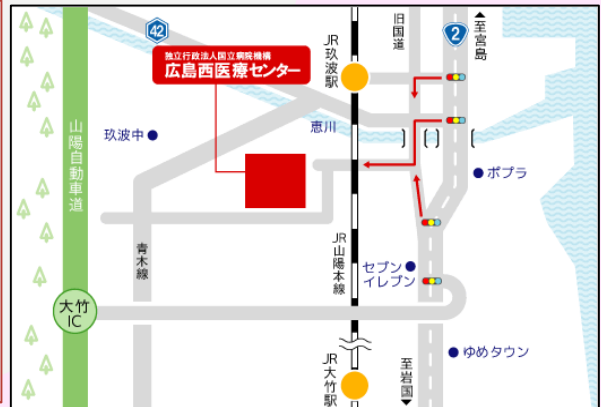 42
独立行政法人国立病院機構
広島西医療センター
JR
玖波駅
旧国道
2
▲至宮島
恵川
玖波中
ポプラ
山陽自動車道
青木線
JR山陽本線
セブン
イレブン
大竹
IC
ゆめタウン
JR
大竹駅
至岩国▼